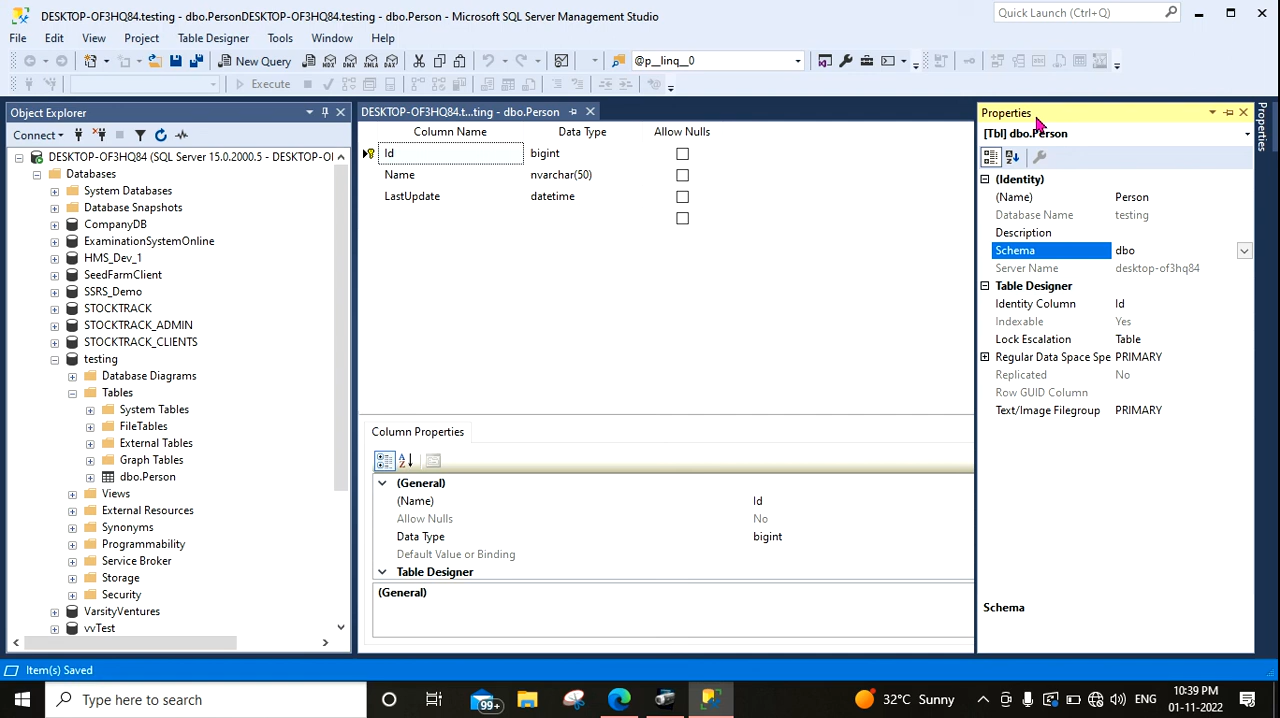 DESKTOP-OF3HQ84.testing - dbo.PersonDESKTOP-OF3HQ84.testing - dbo.Person - Microsoft SQL Server Management Studio
Quick Launch (Ctrl+Q)
File Edit View Project Table Designer Tools Window Help
New Query MDX DMX XMLA DAX @p__linq__0
Execute
Object Explorer
Connect
DESKTOP-OF3HQ84 (SQL Server 15.0.2000.5 - DESKTOP-OI
Databases
System Databases
Database Snapshots
CompanyDB
ExaminationSystemOnline
HMS_Dev_1
SeedFarmClient
SSRS_Demo
STOCKTRACK
STOCKTRACK_ADMIN
STOCKTRACK_CLIENTS
testing
Database Diagrams
Tables
System Tables
FileTables
External Tables
Graph Tables
dbo.Person
Views
External Resources
Synonyms
Programmability
Service Broker
Storage
Security
VarsityVentures
vvTest
DESKTOP-OF3HQ84.t...ting - dbo.Person
Column Name Data Type Allow Nulls
Id bigint
Name nvarchar(50)
LastUpdate datetime
Column Properties
(General)
(Name) Id
Allow Nulls No
Data Type bigint
Default Value or Binding
Table Designer
(General)
Properties
[Tbl] dbo.Person
(Identity)
(Name) Person
Database Name testing
Description
Schema dbo
Server Name desktop-of3hq84
Table Designer
Identity Column Id
Indexable Yes
Lock Escalation Table
Regular Data Space Spe PRIMARY
Replicated No
Row GUID Column
Text/Image Filegroup PRIMARY
Schema
Properties
Item(s) Saved
Type here to search
99+
32°C Sunny
ENG
10:39 PM
01-11-2022